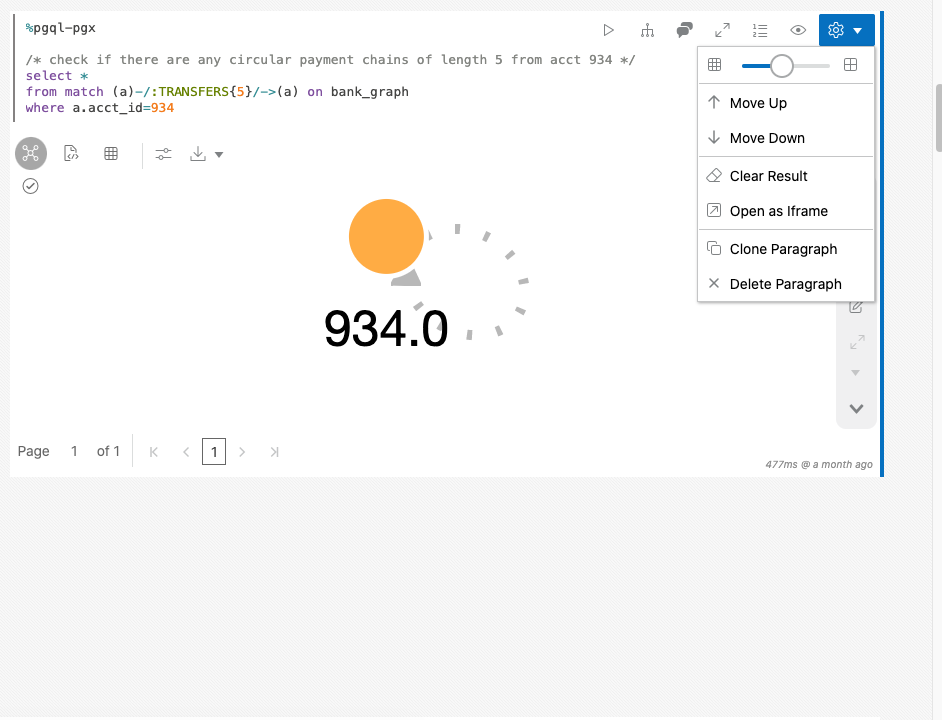 %pgql-pgx
/* check if there are any circular payment chains of length 5 from acct 934 */
select *
from match (a)-/:TRANSFERS{5}/->(a) on bank_graph
where a.acct_id=934
Move Up
Move Down
Clear Result
Open as Iframe
Clone Paragraph
Delete Paragraph
934.0
Page 1 of 1 1
477ms @ a month ago